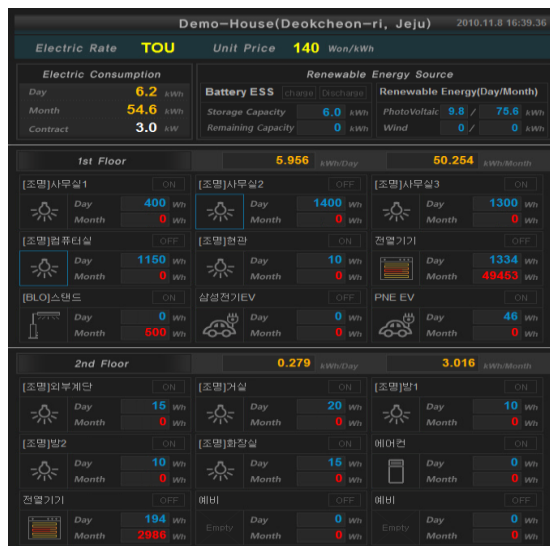 Demo-House(Deokcheon-ri, Jeju) 2010.11.8 16:39.36
Electric Rate TOU Unit Price 140 Won/kWh
Electric Consumption
Day 6.2 kWh
Month 54.6 kWh
Contract 3.0 kW
Renewable Energy Source
Battery ESS charge Discharge Renewable Energy(Day/Month)
Storage Capacity 6.0 kWh PhotoVoltaic 9.8 / 75.6 kWh
Remaining Capacity 0 kWh Wind 0 / 0 kWh
1st Floor 5.956 kWh/Day 50.254 kWh/Month
[조명]사무실1 ON [조명]사무실2 OFF [조명]사무실3 ON
Day 400 Wh Day 1400 Wh Day 1300 Wh
Month 0 Wh Month 0 Wh Month 0 Wh
[조명]컴퓨터실 OFF [조명]현관 ON 전열기기 OFF
Day 1150 Wh Day 10 Wh Day 1334 Wh
Month 0 Wh Month 0 Wh Month 49453 Wh
[BLO]스탠드 ON 삼성전기EV OFF PNE EV ON
Day 0 Wh Day 0 Wh Day 46 Wh
Month 500 Wh Month 0 Wh Month 0 Wh
2nd Floor 0.279 kWh/Day 3.016 kWh/Month
[조명]외부계단 ON [조명]거실 ON [조명]방1 ON
Day 15 Wh Day 20 Wh Day 10 Wh
Month 0 Wh Month 0 Wh Month 0 Wh
[조명]방2 ON [조명]화장실 ON 에어컨 ON
Day 10 Wh Day 15 Wh Day 0 Wh
Month 0 Wh Month 0 Wh Month 0 Wh
전열기기 OFF 예비 OFF 예비 OFF
Day 194 Wh Empty Day 0 Wh Empty Day 0 Wh
Month 2986 Wh Month 0 Wh Month 0 Wh